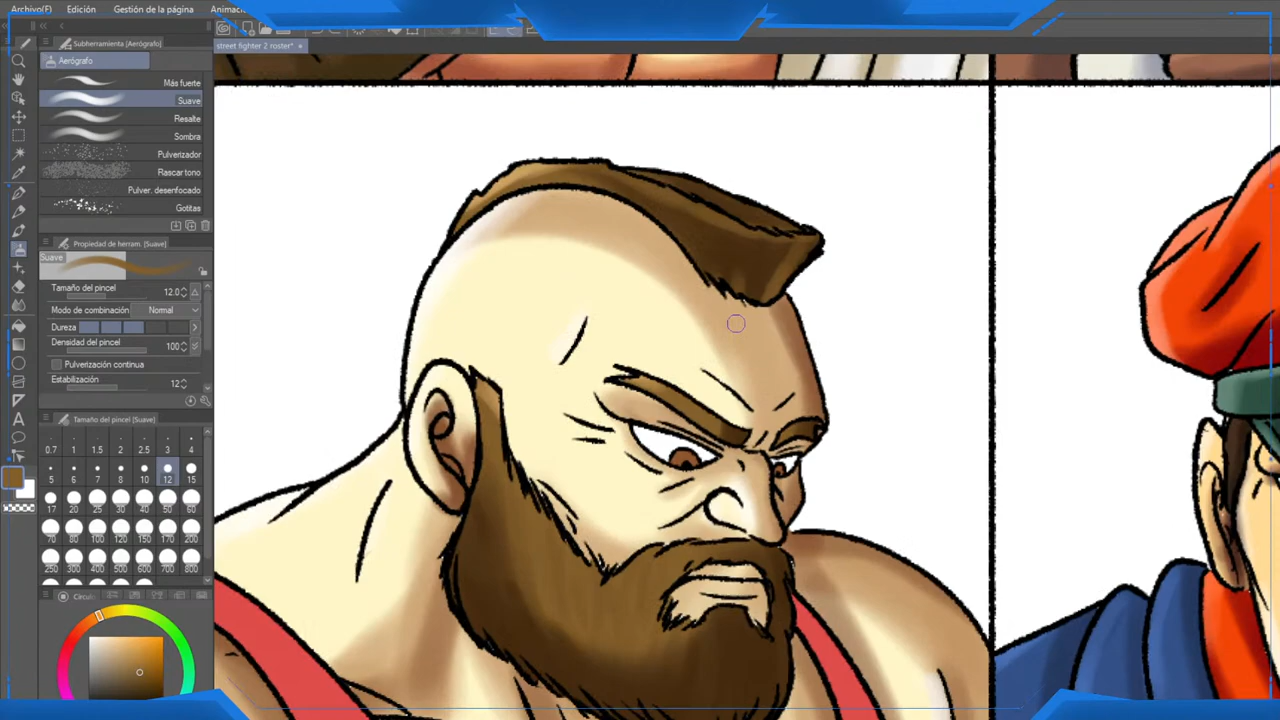 Archivo(F) Edición Gestión de la página Animac
Subherramienta (Aerógrafo)
street fighter 2 roster*
Aerógrafo
Más fuerte
Suave
Resalte
Sombra
Pulverizador
Rascar tono
Pulver. desenfocado
Gotitas
Propiedad de herram. (Suave)
Suave
Tamaño del pincel 12.0
Modo de combinación Normal
Dureza
Densidad del pincel 100
Pulverización continua
Estabilización 12
Tamaño del pincel (Suave)
0.7 1 1.5 2 2.5 3 4
5 6 7 8 10 12 15
17 20 25 30 40 50 60
70 80 100 120 150 170 200
250 300 400 500 600 700 800
Círculo